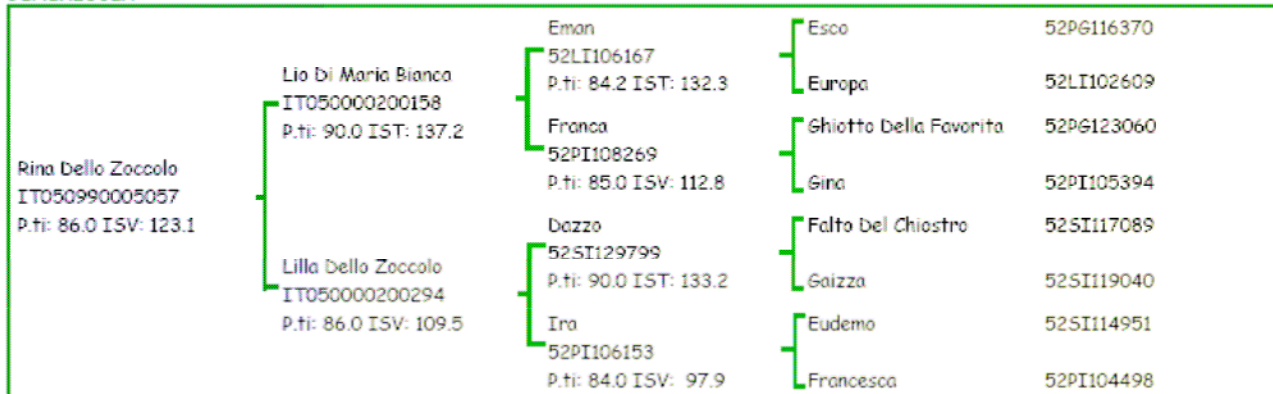 Rina Dello Zoccolo
IT050990005057
P.ti: 86.0 ISV: 123.1
Lio Di Maria Bianca
IT050000200158
P.ti: 90.0 IST: 137.2
Lilla Dello Zoccolo
IT050000200294
P.ti: 86.0 ISV: 109.5
Eman
52LI106167
P.ti: 84.2 IST: 132.3
Franca
52PI108269
P.ti: 85.0 ISV: 112.8
Dazzo
52SI129799
P.ti: 90.0 IST: 133.2
Ira
52PI106153
P.ti: 84.0 ISV: 97.9
Esco 52PG116370
Europa 52LI102609
Ghiotto Della Favorita 52PG123060
Gina 52PI105394
Falto Del Chiostro 52SI117089
Gaizza 52SI119040
Eudemo 52SI114951
Francesca 52PI104498